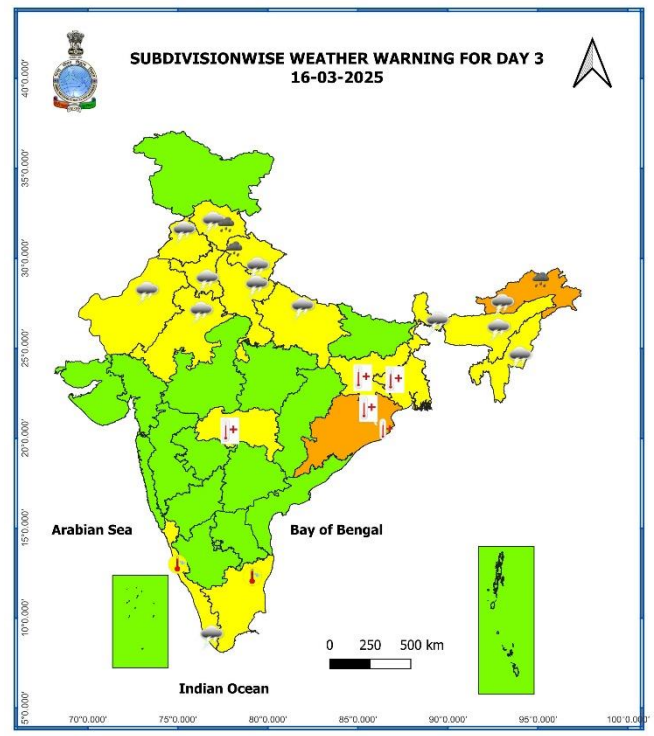 SUBDIVISIONWISE WEATHER WARNING FOR DAY 3
16-03-2025
40°0.000'
35°0.000'
30°0.000'
25°0.000'
20°0.000'
15°0.000'
10°0.000'
5°0.000'
Arabian Sea
Bay of Bengal
0 250 500 km
Indian Ocean
70°0.000' 75°0.000' 80°0.000' 85°0.000' 90°0.000' 95°0.000' 100°0.000'